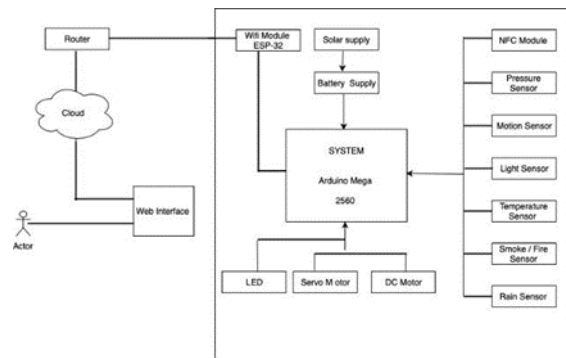 Router
Wifi Module
ESP-32
Solar supply
NFC Module
Battery Supply
Pressure
Sensor
Cloud
Motion Sensor
SYSTEM
Arduino Mega
2560
Light Sensor
Web Interface
Temperature
Sensor
Actor
Smoke / Fire
Sensor
LED
Servo M otor
DC Motor
Rain Sensor